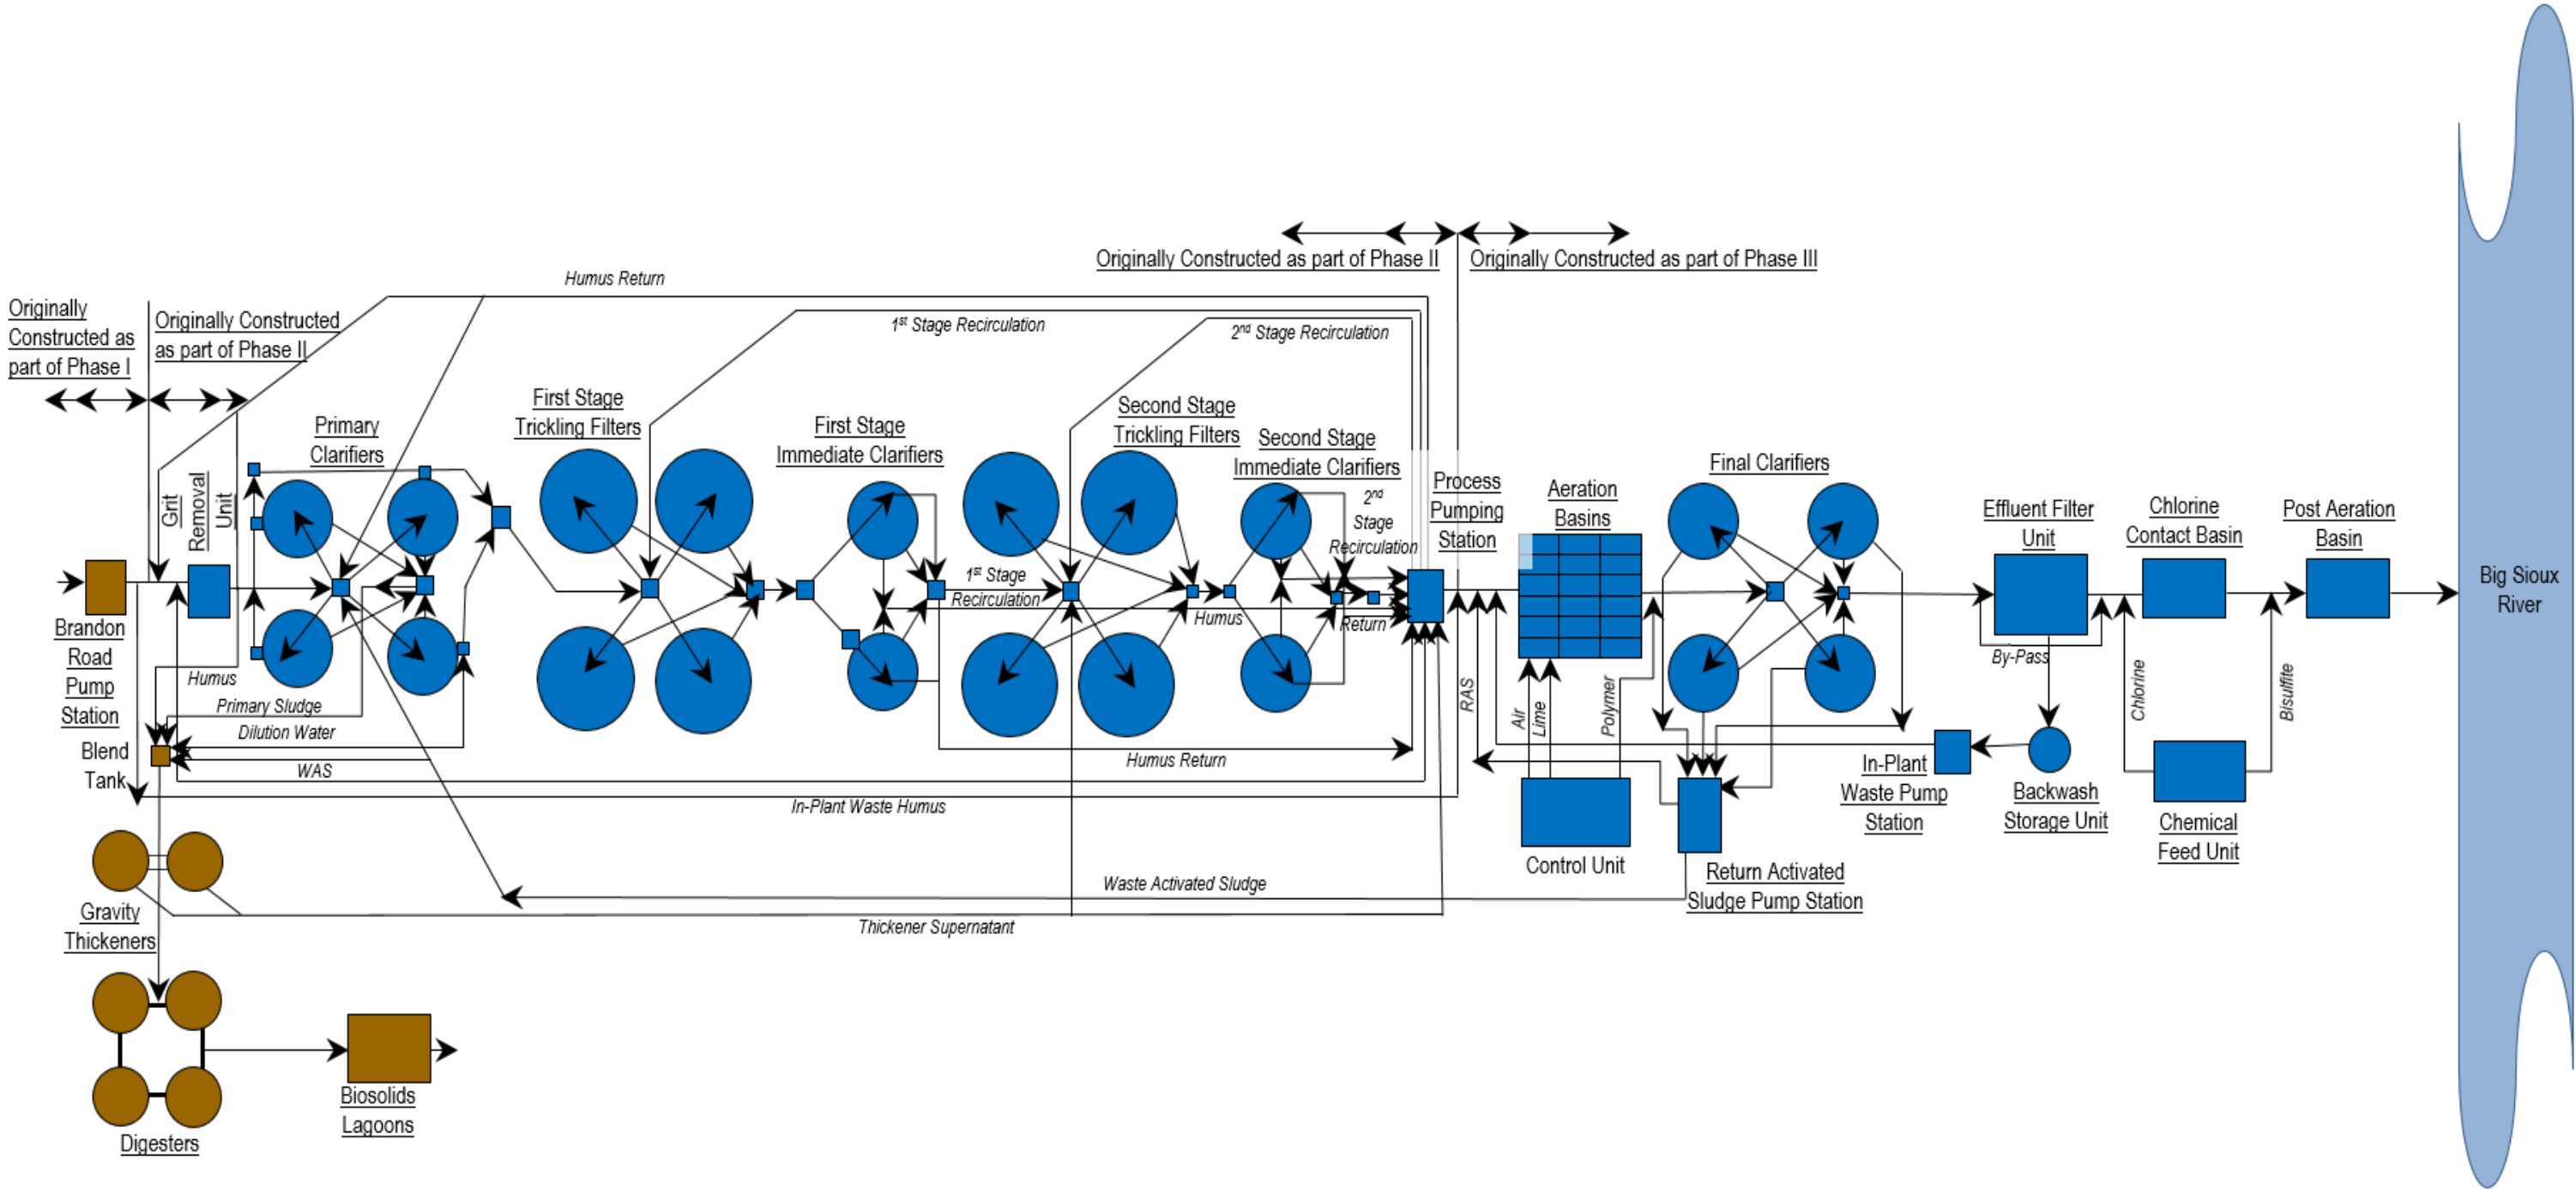 Originally Constructed as part of Phase II
Originally Constructed as part of Phase III
Humus Return
Originally
Constructed as
part of Phase I
Originally Constructed
as part of Phase II
1st Stage Recirculation
2nd Stage Recirculation
Grit
Removal
Unit
Primary
Clarifiers
First Stage
Trickling Filters
First Stage
Immediate Clarifiers
Second Stage
Trickling Filters
Second Stage
Immediate Clarifiers
2nd
Stage
Recirculation
Process
Pumping
Station
Aeration
Basins
Final Clarifiers
Effluent Filter
Unit
Chlorine
Contact Basin
Post Aeration
Basin
Big Sioux
River
1st Stage
Recirculation
Humus
Return
Brandon
Road
Pump
Station
Humus
Primary Sludge
Dilution Water
WAS
Blend
Tank
Humus Return
In-Plant Waste Humus
RAS
Air
Lime
Polymer
By-Pass
Chlorine
Bisulfite
Control Unit
Return Activated
Sludge Pump Station
In-Plant
Waste Pump
Station
Backwash
Storage Unit
Chemical
Feed Unit
Waste Activated Sludge
Thickener Supernatant
Gravity
Thickeners
Digesters
Biosolids
Lagoons